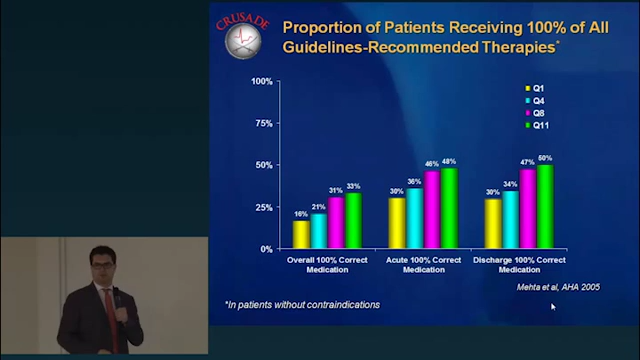 CRUSADE
Proportion of Patients Receiving 100% of All
Guidelines-Recommended Therapies*
100%
75%
50%
25%
0%
Q1
Q4
Q8
Q11
16%
21%
31%
33%
30%
36%
46%
48%
30%
34%
47%
50%
Overall 100% Correct
Medication
Acute 100% Correct
Medication
Discharge 100% Correct
Medication
Mehta et al, AHA 2005
*In patients without contraindications